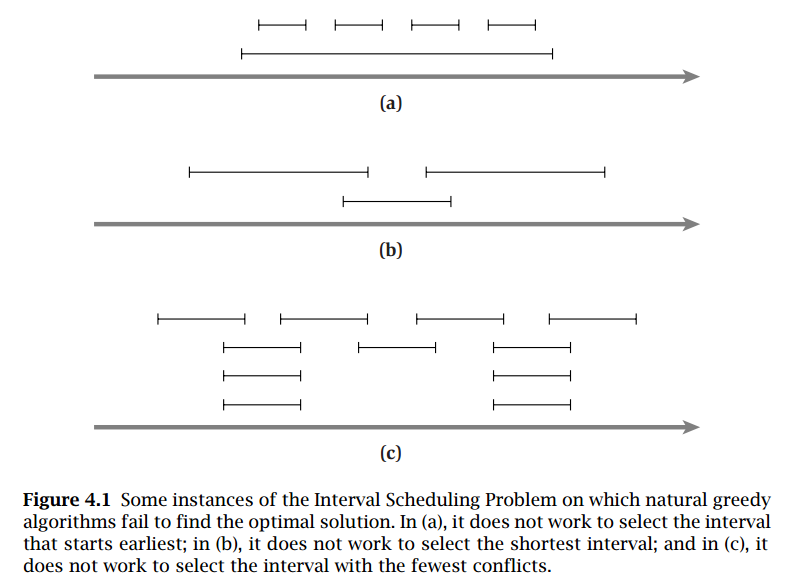 (a)
(b)
(c)
Figure 4.1 Some instances of the Interval Scheduling Problem on which natural greedy
algorithms fail to find the optimal solution. In (a), it does not work to select the interval
that starts earliest; in (b), it does not work to select the shortest interval; and in (c), it
does not work to select the interval with the fewest conflicts.